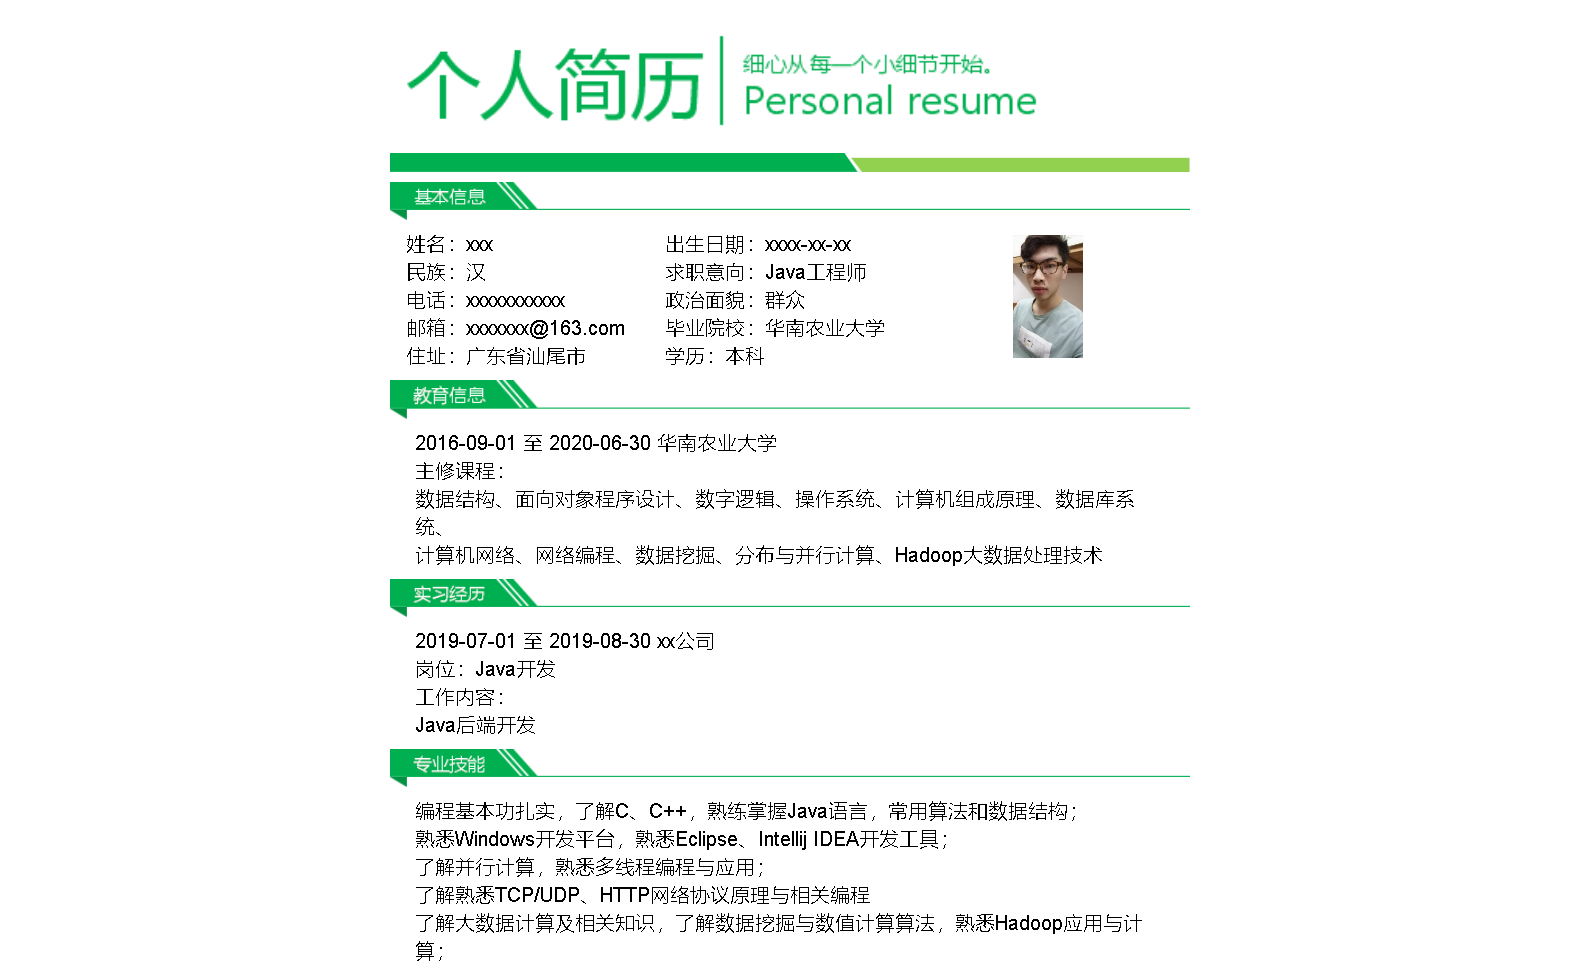 个人简历
细心从每一个小细节开始。
Personal resume
基本信息
姓名：xxx 出生日期：xxxx-xx-xx
民族：汉 求职意向：Java工程师
电话：xxxxxxxxxx 政治面貌：群众
邮箱：xxxxxxx@163.com 毕业院校：华南农业大学
住址：广东省汕尾市 学历：本科
教育信息
2016-09-01 至 2020-06-30 华南农业大学
主修课程：
数据结构、面向对象程序设计、数字逻辑、操作系统、计算机组成原理、数据库系
统、
计算机网络、网络编程、数据挖掘、分布与并行计算、Hadoop大数据处理技术
实习经历
2019-07-01 至 2019-08-30 xx公司
岗位：Java开发
工作内容：
Java后端开发
专业技能
编程基本功扎实，了解C、C++，熟练掌握Java语言，常用算法和数据结构；
熟悉Windows开发平台，熟悉Eclipse、Intellij IDEA开发工具；
了解并行计算，熟悉多线程编程与应用；
了解熟悉TCP/UDP、HTTP网络协议原理与相关编程
了解大数据计算及相关知识，了解数据挖掘与数值计算算法，熟悉Hadoop应用与计
算；